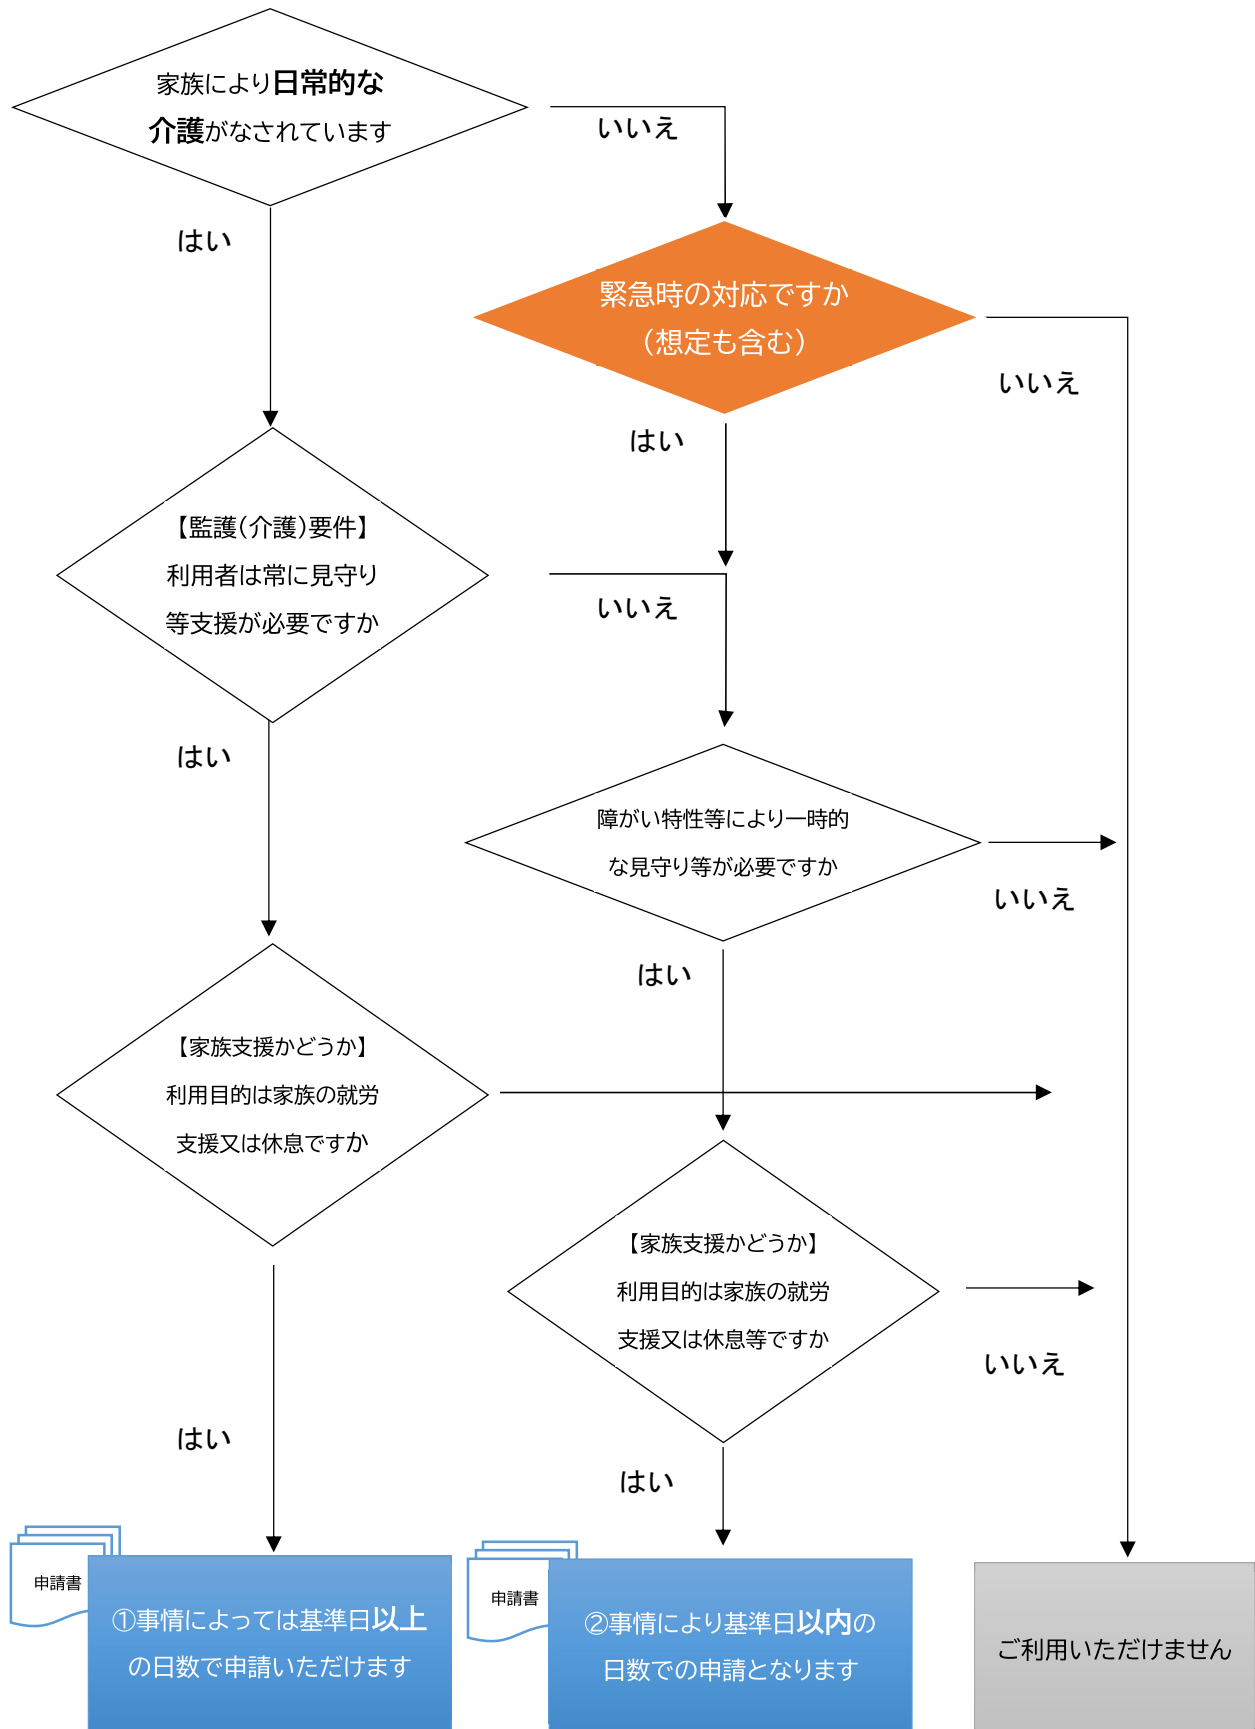 家族により日常的な
介護がなされています
いいえ
はい
緊急時の対応ですか
（想定も含む）
いいえ
はい
【監護（介護）要件】
利用者は常に見守り
等支援が必要ですか
いいえ
はい
障がい特性等により一時的
な見守り等が必要ですか
いいえ
はい
【家族支援かどうか】
利用目的は家族の就労
支援又は休息ですか
【家族支援かどうか】
利用目的は家族の就労
支援又は休息等ですか
いいえ
はい
はい
申請書
①事情によっては基準日以上
の日数で申請いただけます
申請書
②事情により基準日以内の
日数での申請となります
ご利用いただけません